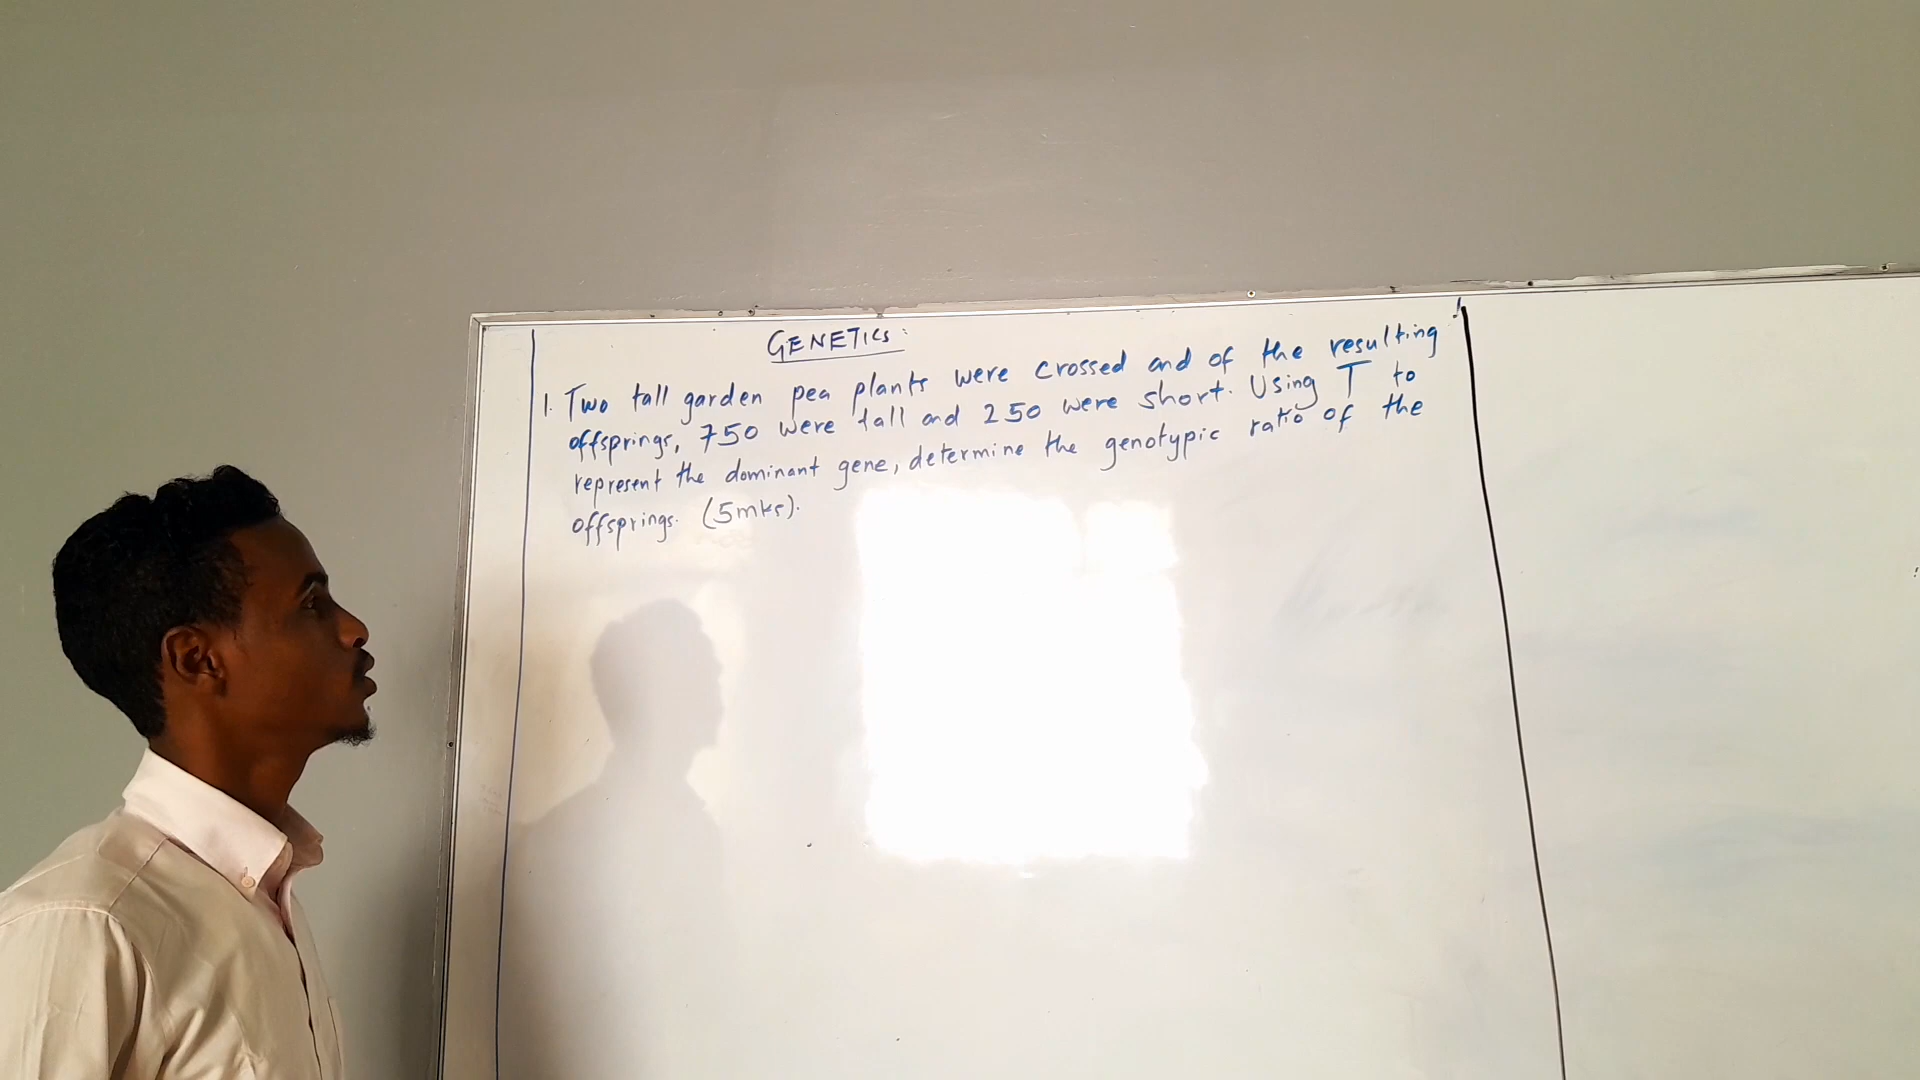 GENETICS:
1. Two tall garden pea plants were crossed and of the resulting
offsprings, 750 were tall and 250 were short. Using T to
represent the dominant gene, determine the genotypic ratio of the
offsprings. (5mks).